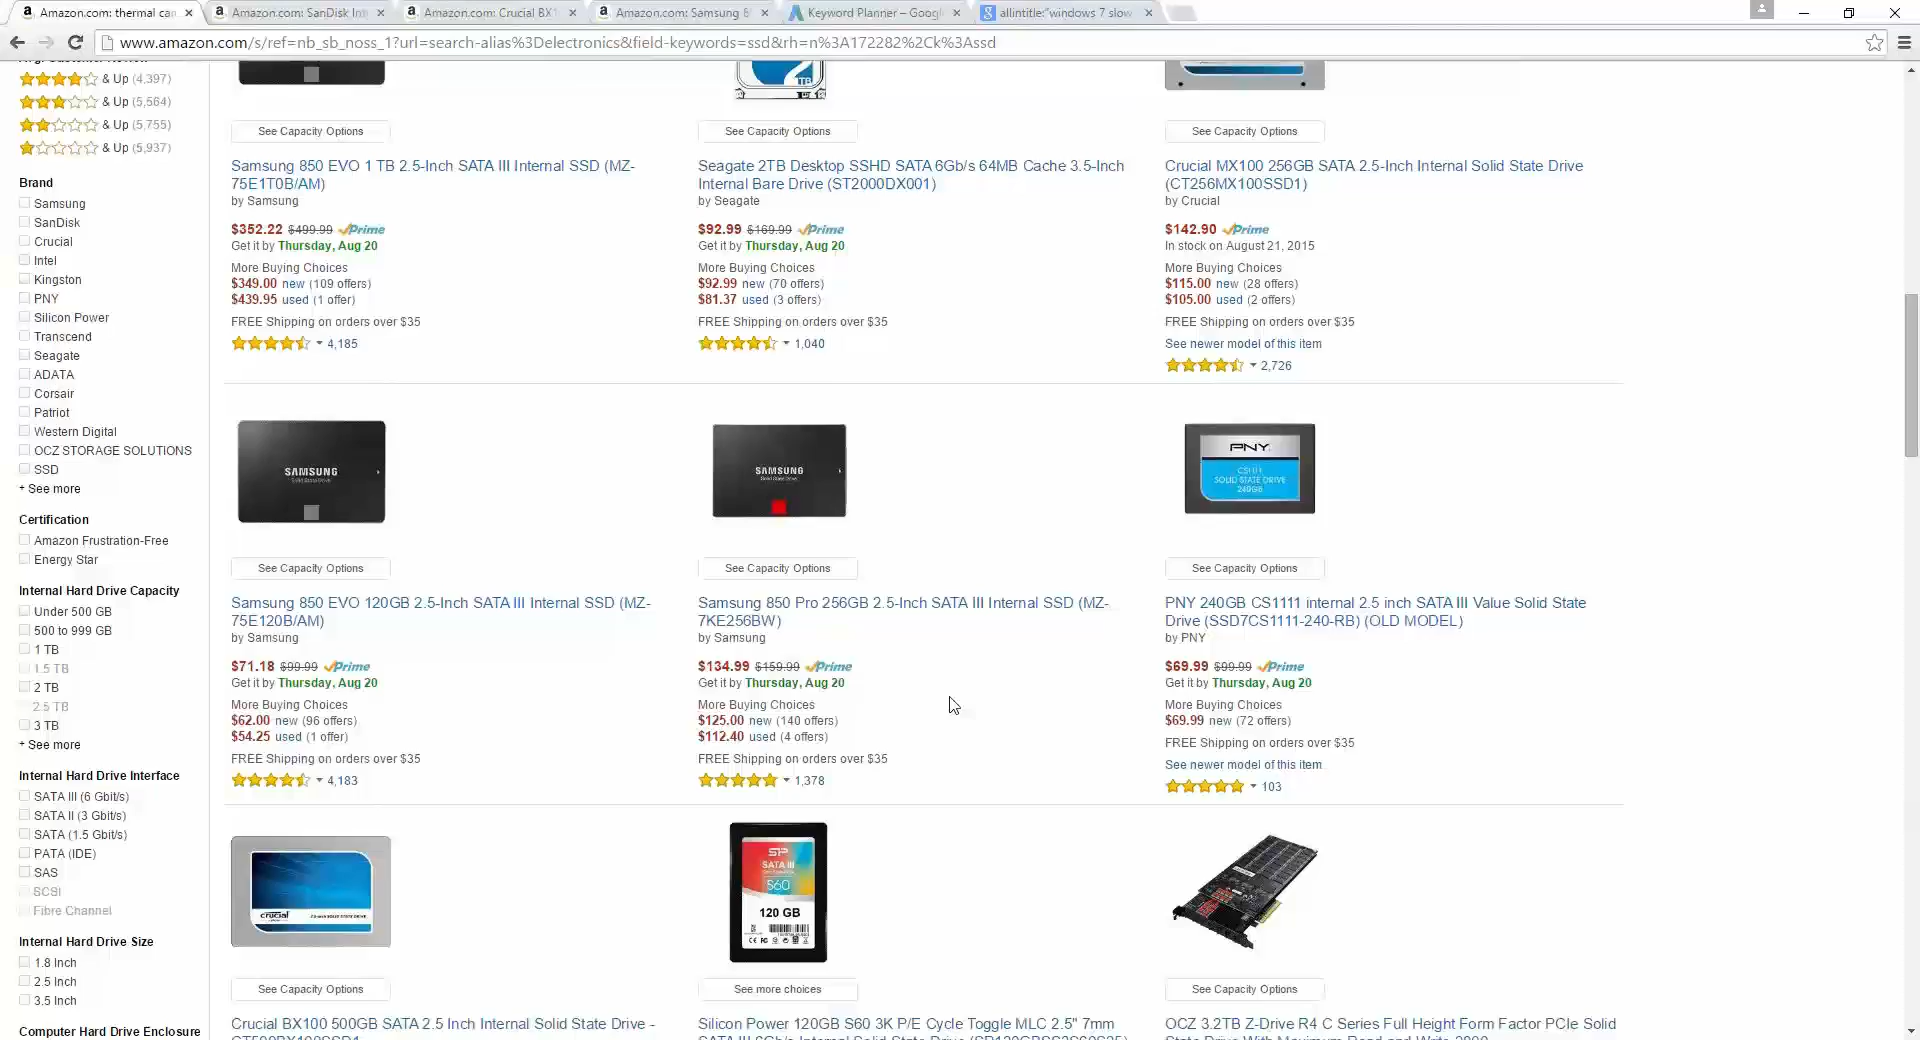 Amazon.com: thermal can
Amazon.com: SanDisk Int
Amazon.com: Crucial BX1
Amazon.com: Samsung 8
Keyword Planner – Googl
allintitle:"windows 7 slow
www.amazon.com/s/ref=nb_sb_noss_1?url=search-alias%3Delectronics&field-keywords=ssd&rh=n%3A172282%2Ck%3Assd
& Up (4,397)
& Up (5,564)
& Up (5,755)
& Up (5,937)
Brand
Samsung
SanDisk
Crucial
Intel
Kingston
PNY
Silicon Power
Transcend
Seagate
ADATA
Corsair
Patriot
Western Digital
OCZ STORAGE SOLUTIONS
SSD
+ See more
Certification
Amazon Frustration-Free
Energy Star
Internal Hard Drive Capacity
Under 500 GB
500 to 999 GB
1 TB
1.5 TB
2 TB
2.5 TB
3 TB
+ See more
Internal Hard Drive Interface
SATA III (6 Gbit/s)
SATA II (3 Gbit/s)
SATA (1.5 Gbit/s)
PATA (IDE)
SAS
SCSI
Fibre Channel
Internal Hard Drive Size
1.8 Inch
2.5 Inch
3.5 Inch
Computer Hard Drive Enclosure
See Capacity Options
Samsung 850 EVO 1 TB 2.5-Inch SATA III Internal SSD (MZ-
75E1T0B/AM)
by Samsung
$352.22 $499.99 Prime
Get it by Thursday, Aug 20
More Buying Choices
$349.00 new (109 offers)
$439.95 used (1 offer)
FREE Shipping on orders over $35
4,185
2TB
See Capacity Options
Seagate 2TB Desktop SSHD SATA 6Gb/s 64MB Cache 3.5-Inch
Internal Bare Drive (ST2000DX001)
by Seagate
$92.99 $169.99 Prime
Get it by Thursday, Aug 20
More Buying Choices
$92.99 new (70 offers)
$81.37 used (3 offers)
FREE Shipping on orders over $35
1,040
See Capacity Options
Crucial MX100 256GB SATA 2.5-Inch Internal Solid State Drive
(CT256MX100SSD1)
by Crucial
$142.90 Prime
In stock on August 21, 2015
More Buying Choices
$115.00 new (28 offers)
$105.00 used (2 offers)
FREE Shipping on orders over $35
See newer model of this item
2,726
SAMSUNG
Solid State Drive
See Capacity Options
Samsung 850 EVO 120GB 2.5-Inch SATA III Internal SSD (MZ-
75E120B/AM)
by Samsung
$71.18 $99.99 Prime
Get it by Thursday, Aug 20
More Buying Choices
$62.00 new (96 offers)
$54.25 used (1 offer)
FREE Shipping on orders over $35
4,183
SAMSUNG
Solid State Drive
See Capacity Options
Samsung 850 Pro 256GB 2.5-Inch SATA III Internal SSD (MZ-
7KE256BW)
by Samsung
$134.99 $159.99 Prime
Get it by Thursday, Aug 20
More Buying Choices
$125.00 new (140 offers)
$112.40 used (4 offers)
FREE Shipping on orders over $35
1,378
PNY
CS1111
SOLID STATE DRIVE
240GB
See Capacity Options
PNY 240GB CS1111 internal 2.5 inch SATA III Value Solid State
Drive (SSD7CS1111-240-RB) (OLD MODEL)
by PNY
$69.99 $99.99 Prime
Get it by Thursday, Aug 20
More Buying Choices
$69.99 new (72 offers)
FREE Shipping on orders over $35
See newer model of this item
103
crucial
See Capacity Options
Crucial BX100 500GB SATA 2.5 Inch Internal Solid State Drive -
CT500BX100SSD1
SP
SATA III
S60
120 GB
See more choices
Silicon Power 120GB S60 3K P/E Cycle Toggle MLC 2.5" 7mm
See Capacity Options
OCZ 3.2TB Z-Drive R4 C Series Full Height Form Factor PCIe Solid